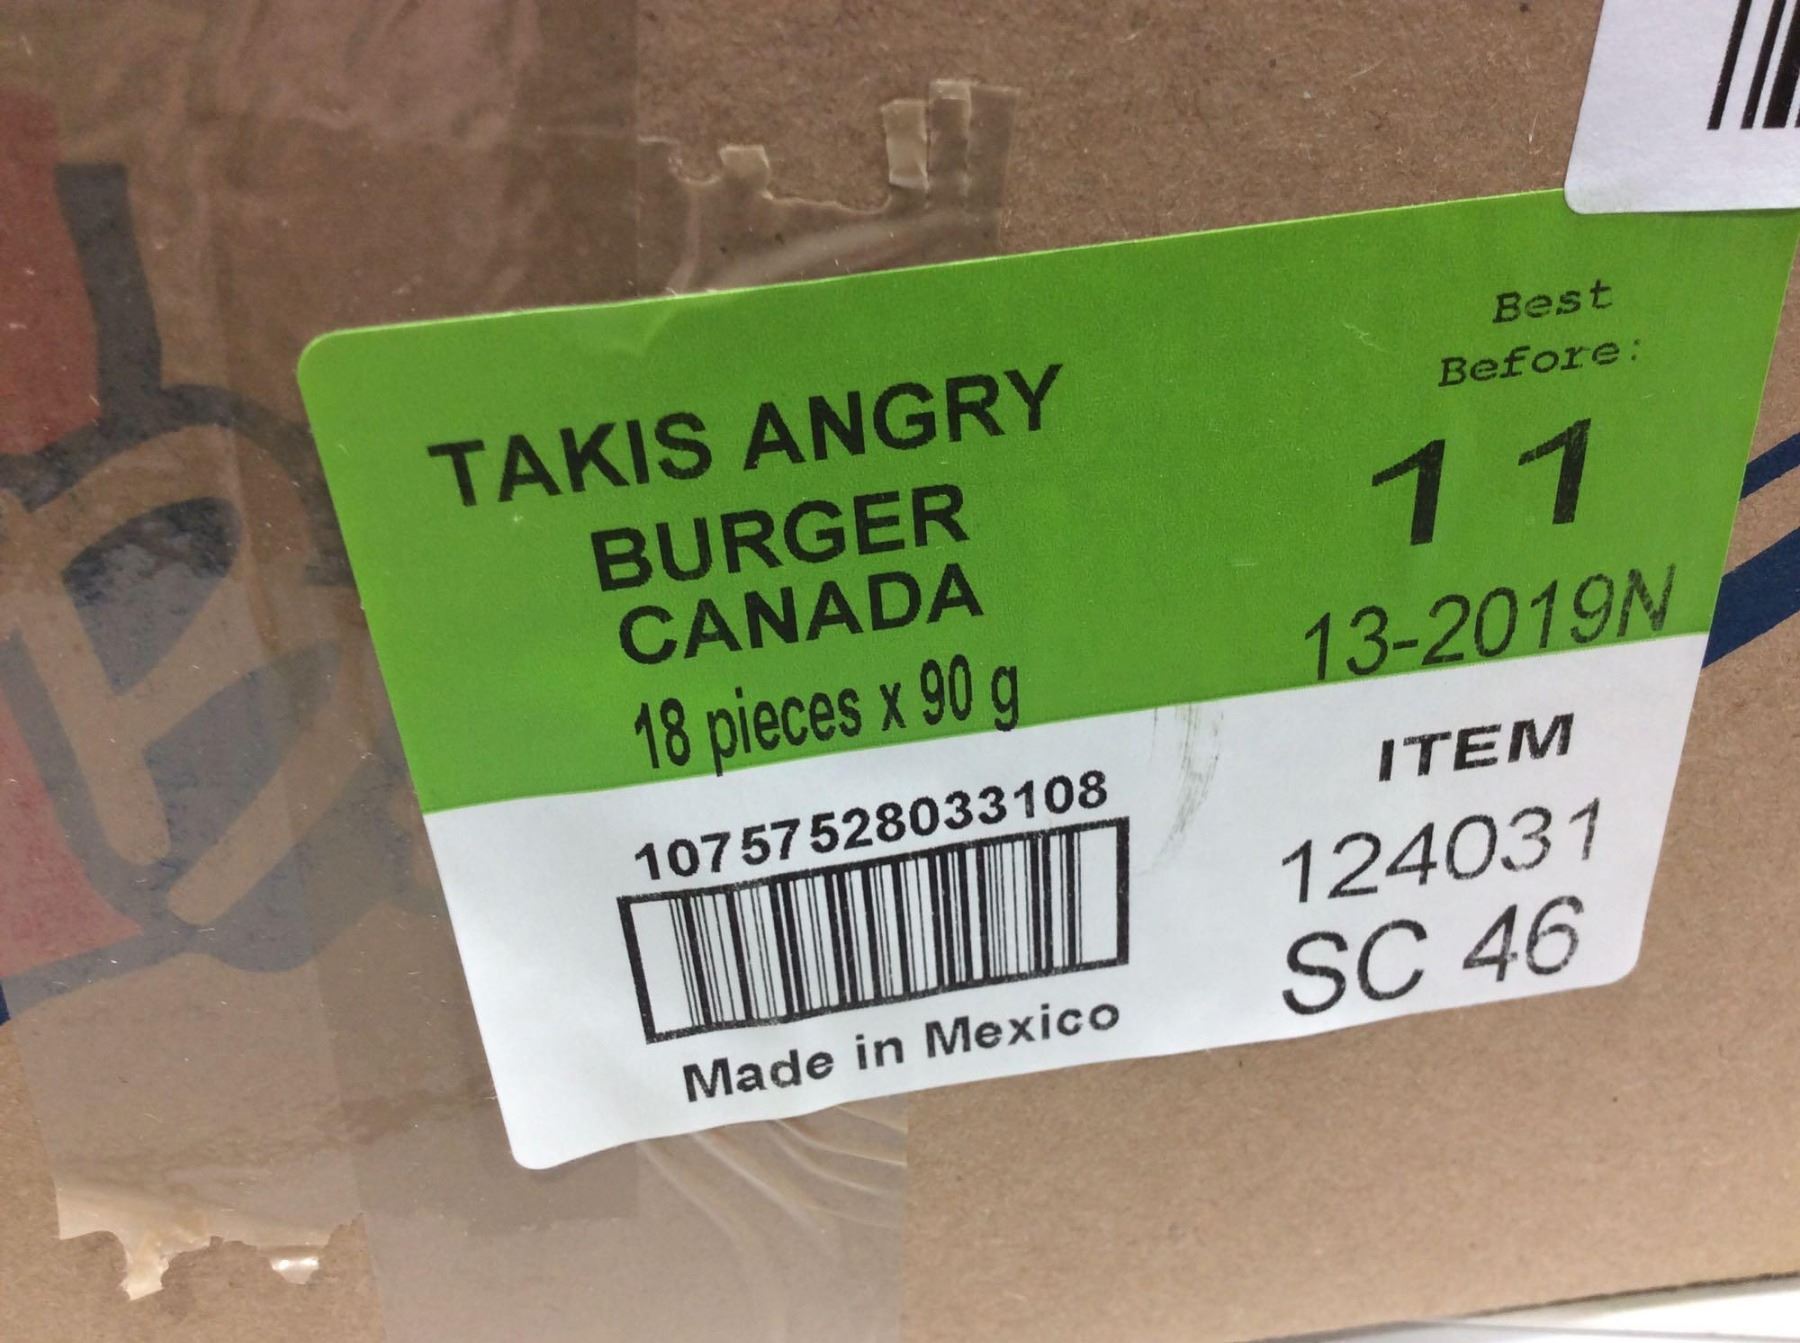 TAKIS ANGRY
BURGER
CANADA
18 pieces x 90 g
Best
Before:
11
13-2019N
10757528033108
Made in Mexico
ITEM
124031
SC 46